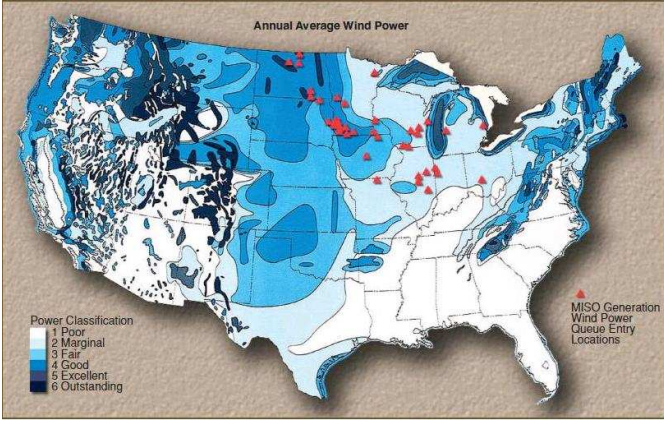 Annual Average Wind Power
Power Classification
1 Poor
2 Marginal
3 Fair
4 Good
5 Excellent
6 Outstanding
MISO Generation
Wind Power
Queue Entry
Locations